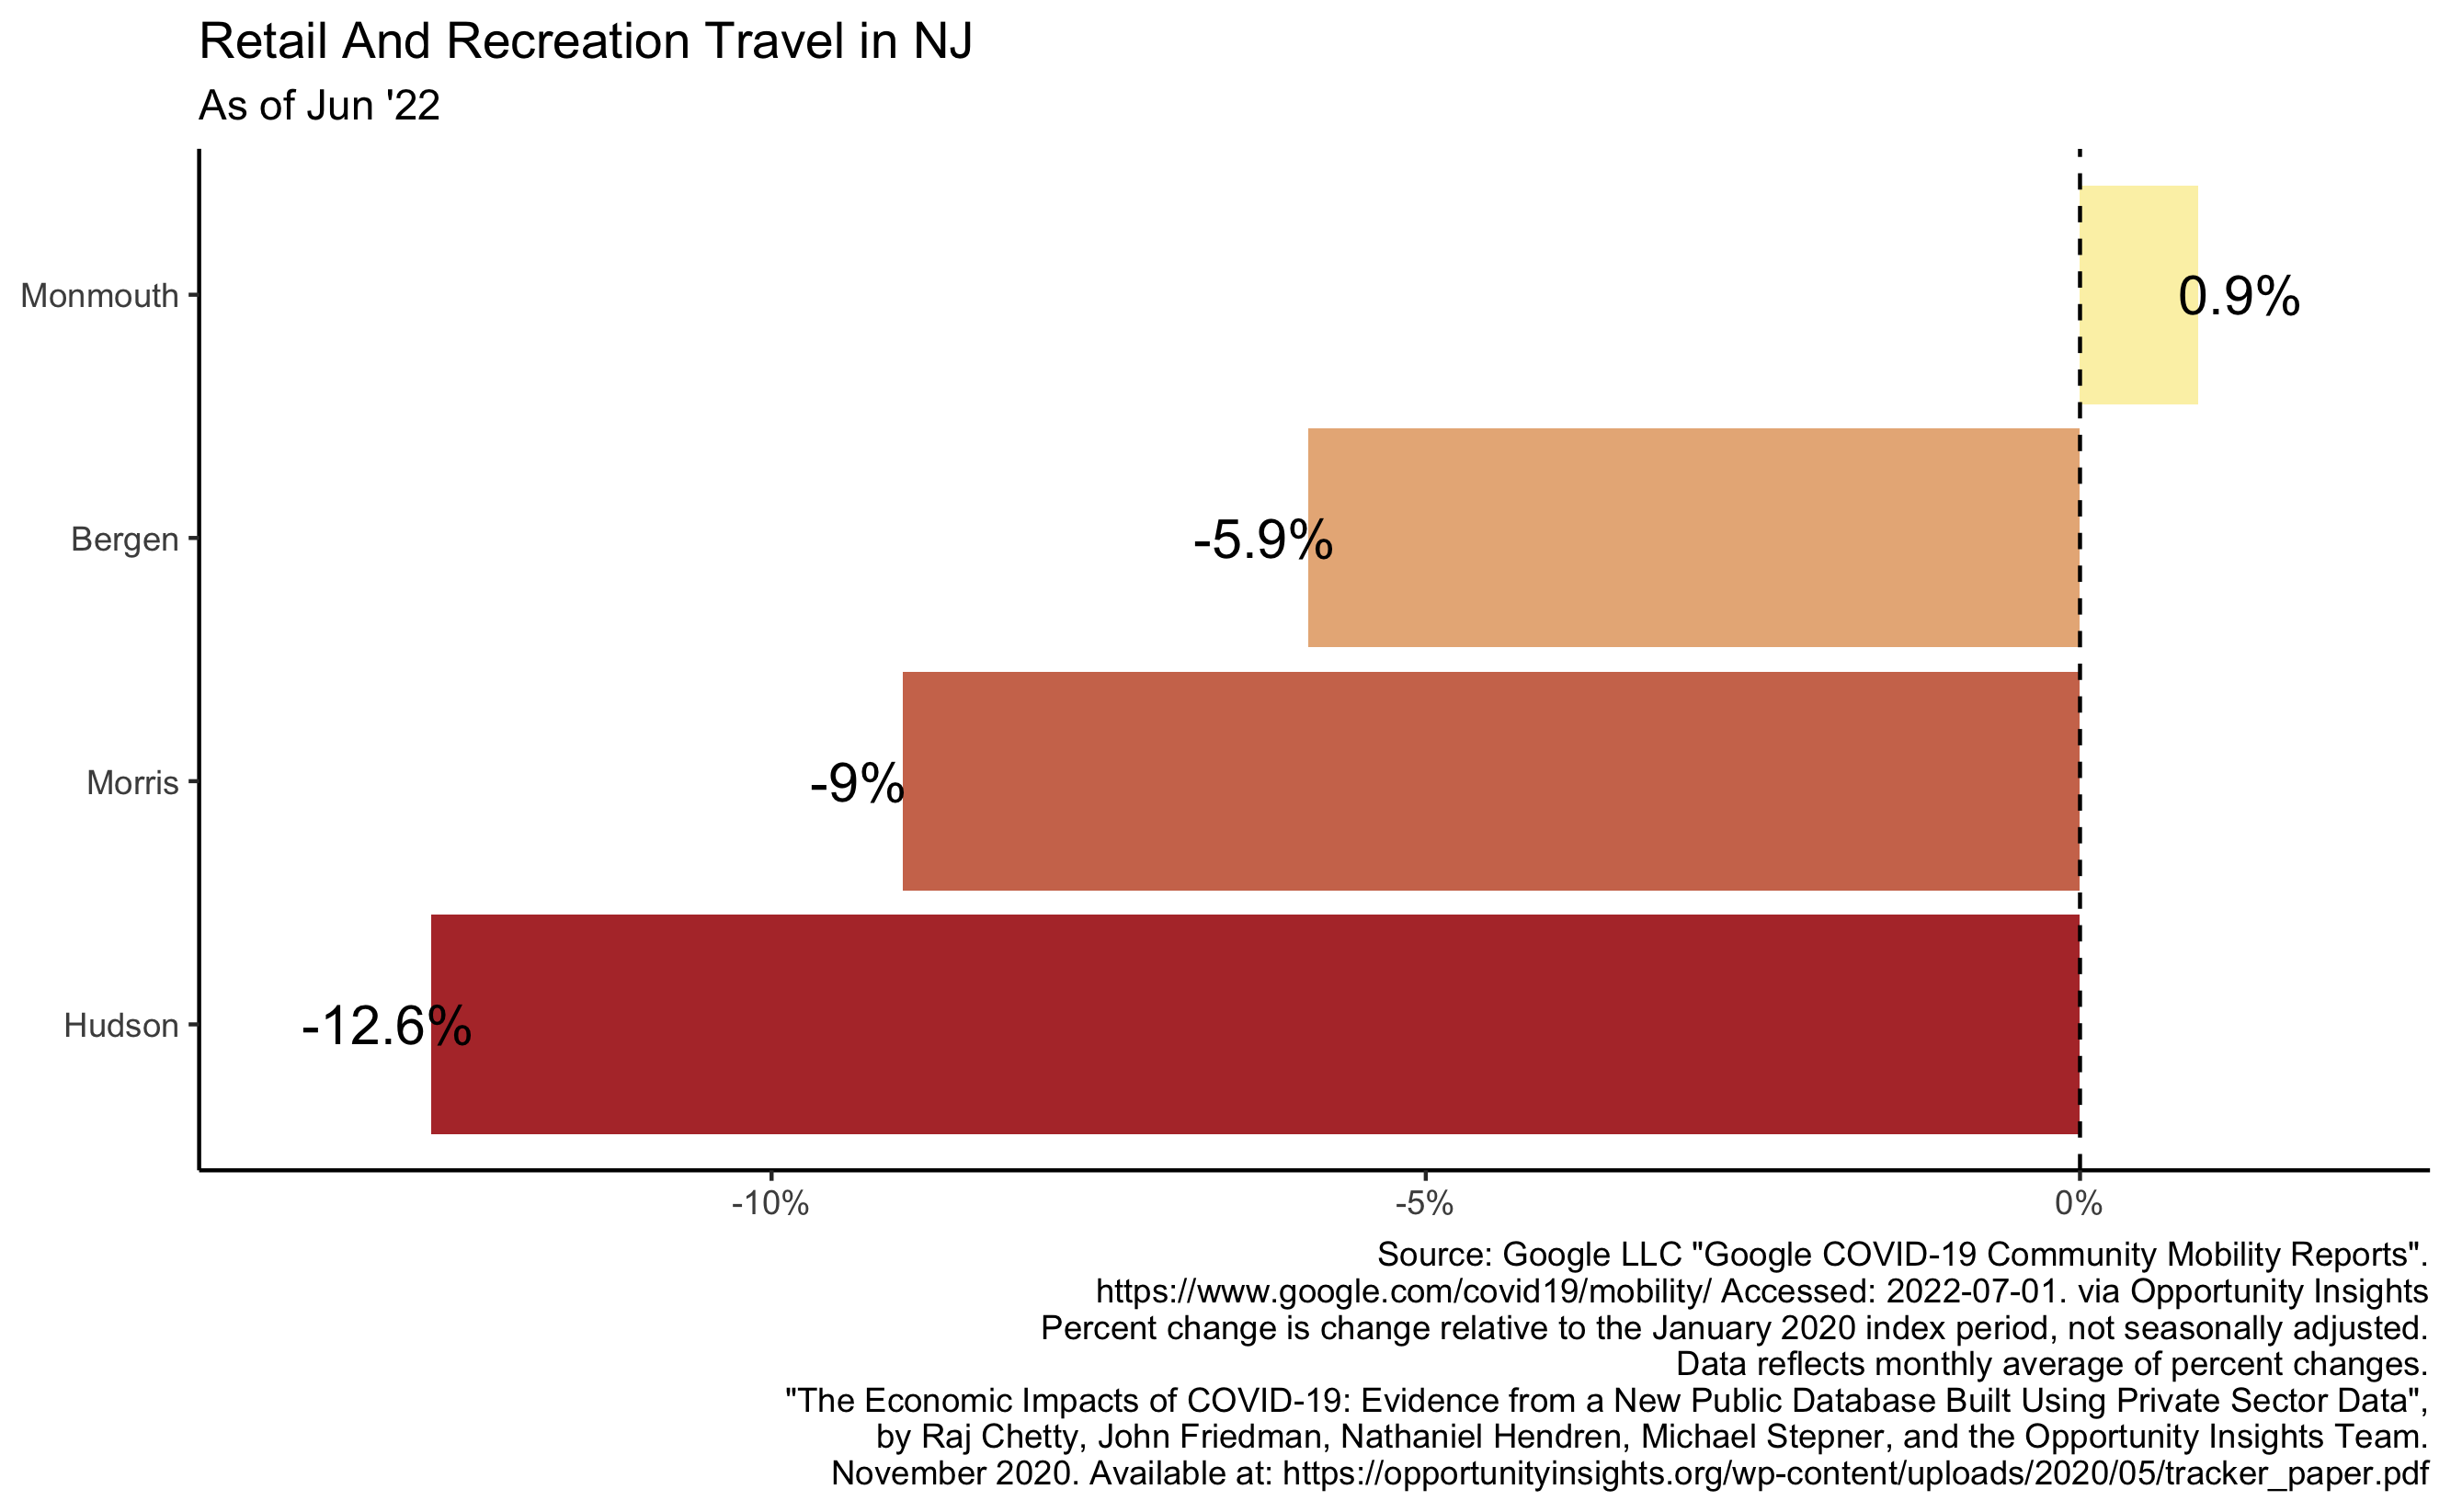 Retail And Recreation Travel in NJ
As of Jun '22
Monmouth
0.9%
Bergen
-5.9%
Morris
-9%
Hudson
-12.6%
-10%
-5%
0%
Source: Google LLC "Google COVID-19 Community Mobility Reports".
https://www.google.com/covid19/mobility/ Accessed: 2022-07-01. via Opportunity Insights
Percent change is change relative to the January 2020 index period, not seasonally adjusted.
Data reflects monthly average of percent changes.
"The Economic Impacts of COVID-19: Evidence from a New Public Database Built Using Private Sector Data",
by Raj Chetty, John Friedman, Nathaniel Hendren, Michael Stepner, and the Opportunity Insights Team.
November 2020. Available at: https://opportunityinsights.org/wp-content/uploads/2020/05/tracker_paper.pdf